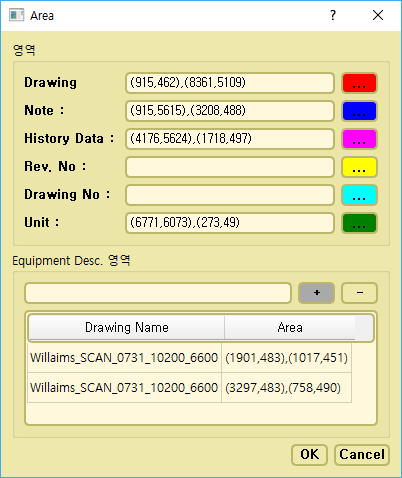 Area
영역
Drawing (915,462),(8361,5109) ...
Note : (915,5615),(3208,488) ...
History Data : (4176,5624),(1718,497) ...
Rev. No : ...
Drawing No : ...
Unit : (6771,6073),(273,49) ...
Equipment Desc. 영역
+ -
Drawing Name Area
Willaims_SCAN_0731_10200_6600 (1901,483),(1017,451)
Willaims_SCAN_0731_10200_6600 (3297,483),(758,490)
OK Cancel